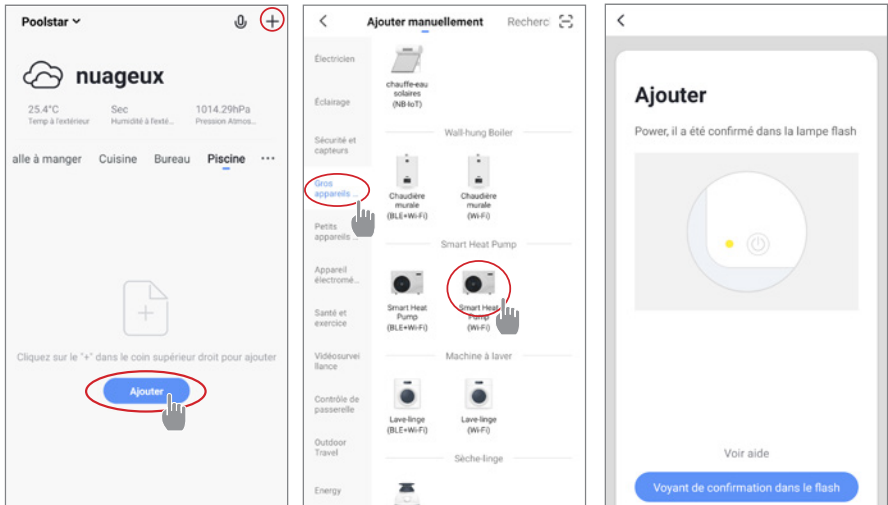 Poolstar
nuageux
25.4°C Sec 1014.29hPa
Temp à l'extérieur Humidité à l'exté... Pression Atmos...
alle à manger Cuisine Bureau Piscine ...
Cliquez sur le "+" dans le coin supérieur droit pour ajouter
Ajouter
Ajouter manuellement Recherc
Électricien
Éclairage
Sécurité et
capteurs
Gros
appareils ...
Petits
appareils ...
Appareil
électromé...
Santé et
exercice
Vidéosurvei
llance
Contrôle de
passerelle
Outdoor
Travel
Energy
chauffe-eau
solaires
(NB-IoT)
Wall-hung Boiler
Chaudière
murale
(BLE+Wi-Fi)
Chaudière
murale
(Wi-Fi)
Smart Heat Pump
Smart Heat
Pump
(BLE+Wi-Fi)
Smart Heat
Pump
(Wi-Fi)
Machine à laver
Lave-linge
(BLE+Wi-Fi)
Lave-linge
(Wi-Fi)
Sèche-linge
Ajouter
Power, il a été confirmé dans la lampe flash
Voir aide
Voyant de confirmation dans le flash